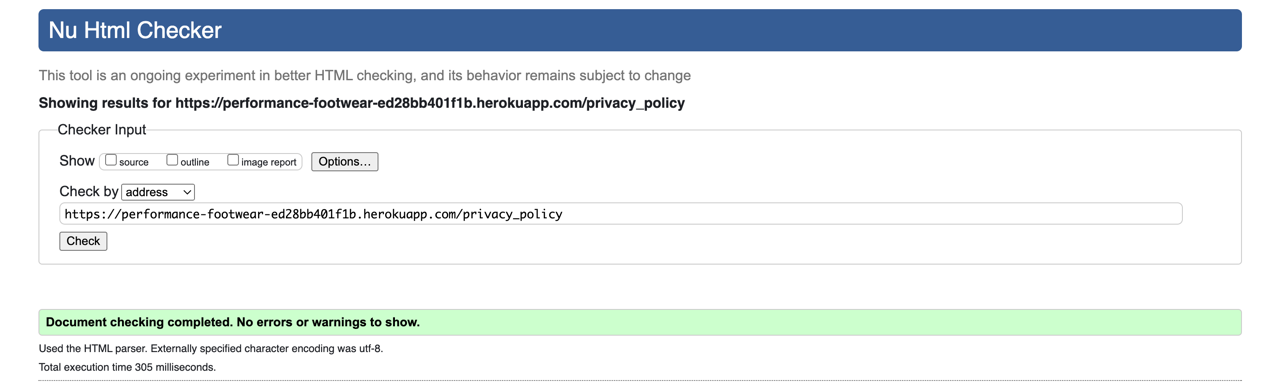 Nu Html Checker
This tool is an ongoing experiment in better HTML checking, and its behavior remains subject to change
Showing results for https://performance-footwear-ed28bb401f1b.herokuapp.com/privacy_policy
Checker Input
Show source outline image report Options...
Check by address
https://performance-footwear-ed28bb401f1b.herokuapp.com/privacy_policy
Check
Document checking completed. No errors or warnings to show.
Used the HTML parser. Externally specified character encoding was utf-8.
Total execution time 305 milliseconds.